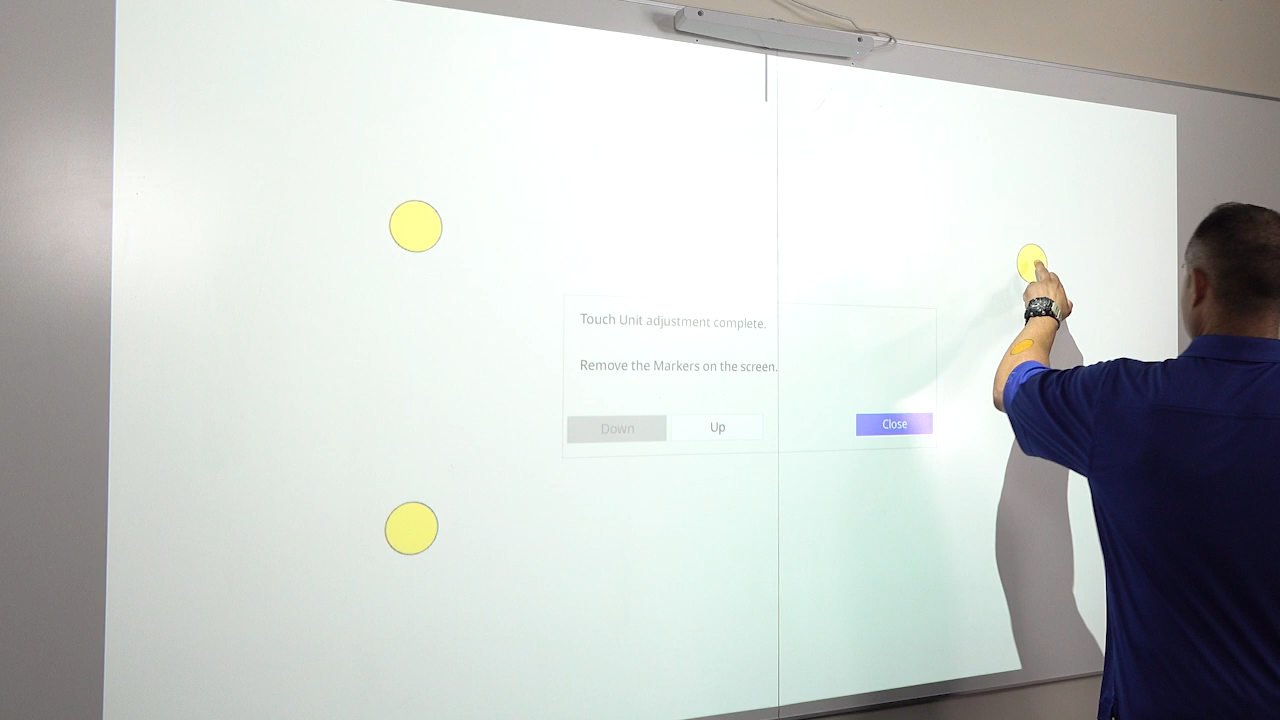 Touch Unit adjustment complete.
Remove the Markers on the screen.
Down Up Close